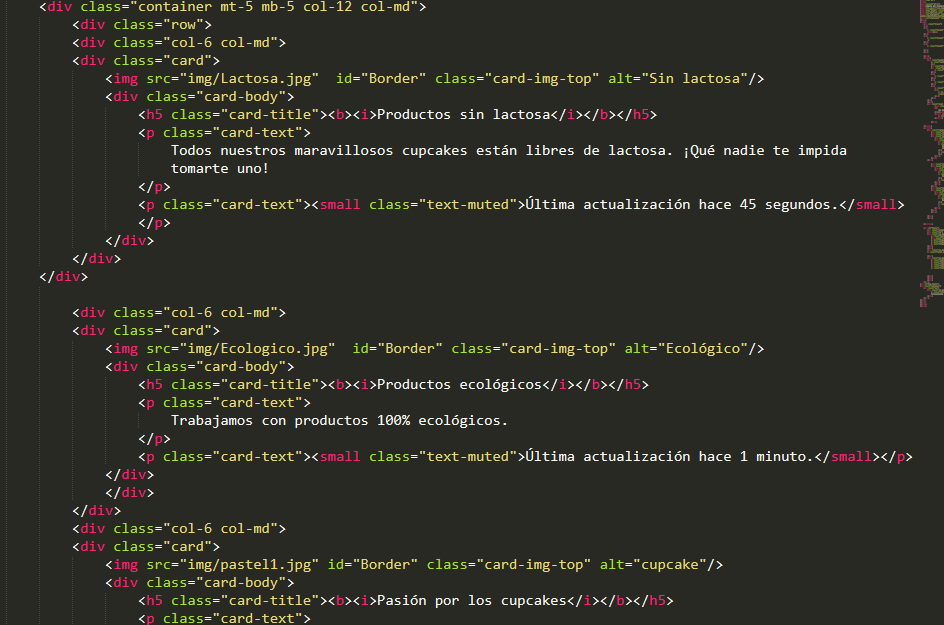 <div class="container mt-5 mb-5 col-12 col-md">
<div class="row">
<div class="col-6 col-md">
<div class="card">
<img src="img/Lactosa.jpg"  id="Border" class="card-img-top" alt="Sin lactosa"/>
<div class="card-body">
<h5 class="card-title"><b><i>Productos sin lactosa</i></b></h5>
<p class="card-text">
Todos nuestros maravillosos cupcakes están libres de lactosa. ¡Qué nadie te impida
tomarte uno!
</p>
<p class="card-text"><small class="text-muted">Última actualización hace 45 segundos.</small>
</p>
</div>
</div>
</div>
<div class="col-6 col-md">
<div class="card">
<img src="img/Ecologico.jpg"  id="Border" class="card-img-top" alt="Ecológico"/>
<div class="card-body">
<h5 class="card-title"><b><i>Productos ecológicos</i></b></h5>
<p class="card-text">
Trabajamos con productos 100% ecológicos.
</p>
<p class="card-text"><small class="text-muted">Última actualización hace 1 minuto.</small></p>
</div>
</div>
</div>
<div class="col-6 col-md">
<div class="card">
<img src="img/pastel1.jpg" id="Border" class="card-img-top" alt="cupcake"/>
<div class="card-body">
<h5 class="card-title"><b><i>Pasión por los cupcakes</i></b></h5>
<p class="card-text">